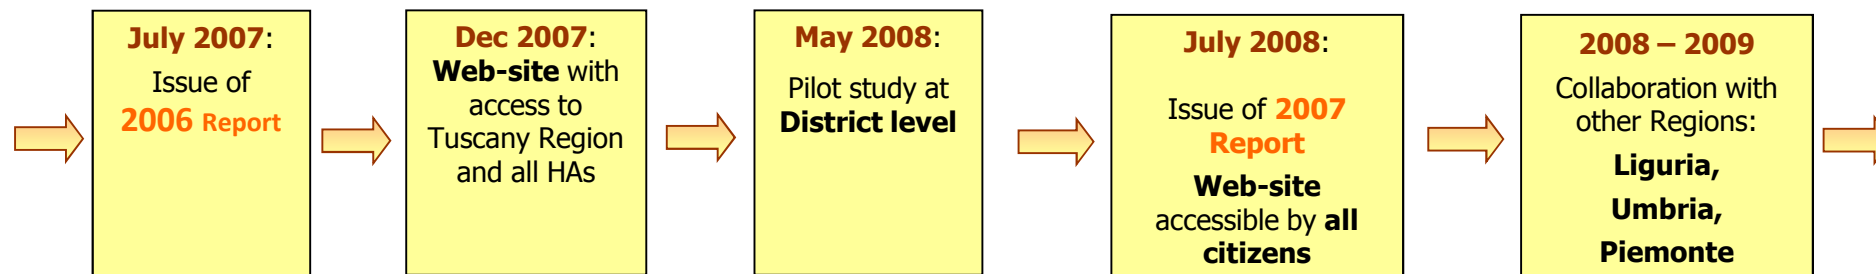 July 2007:
Issue of
2006 Report
Dec 2007:
Web-site with
access to
Tuscany Region
and all HAs
May 2008:
Pilot study at
District level
July 2008:
Issue of 2007
Report
Web-site
accessible by all
citizens
2008 – 2009
Collaboration with
other Regions:
Liguria,
Umbria,
Piemonte